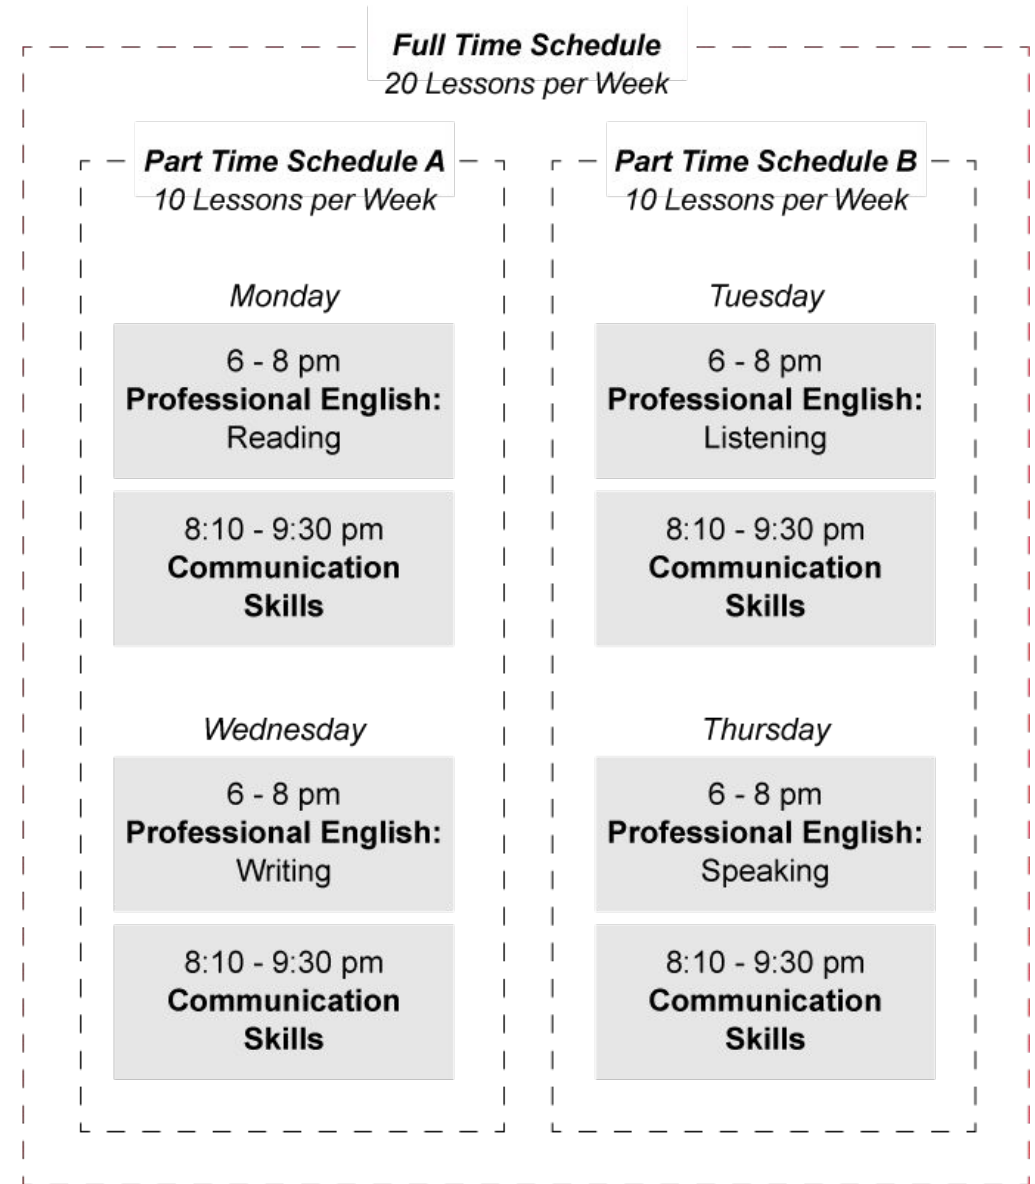 Full Time Schedule
20 Lessons per Week
Part Time Schedule A
10 Lessons per Week
Monday
6 - 8 pm
Professional English:
Reading
8:10 - 9:30 pm
Communication
Skills
Wednesday
6 - 8 pm
Professional English:
Writing
8:10 - 9:30 pm
Communication
Skills
Part Time Schedule B
10 Lessons per Week
Tuesday
6 - 8 pm
Professional English:
Listening
8:10 - 9:30 pm
Communication
Skills
Thursday
6 - 8 pm
Professional English:
Speaking
8:10 - 9:30 pm
Communication
Skills